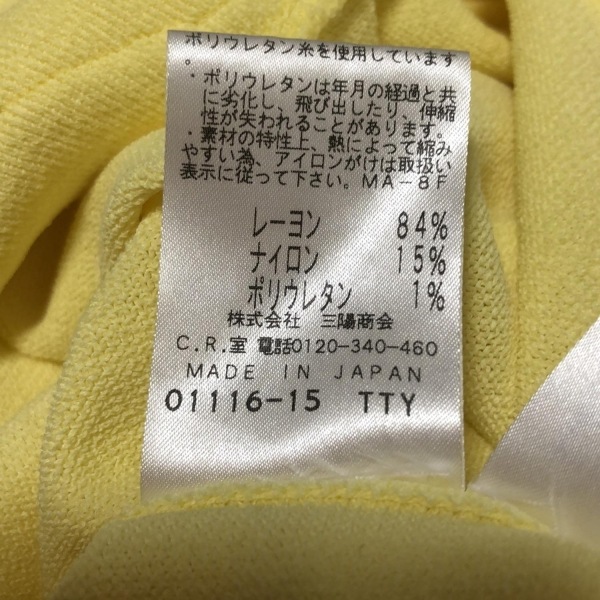 ポリウレタン糸を使用しています
。
・ポリウレタンは年月の経過と共
に劣化し、飛び出したり、伸縮
性が失われることがあります。
・素材の特性上、熱によって縮み
やすい為、アイロンがけは取扱い
表示に従って下さい。MA-8F
レーヨン 84%
ナイロン 15%
ポリウレタン 1%
株式会社 三陽商会
C.R.室 電話0120-340-460
MADE IN JAPAN
01116-15 TTY